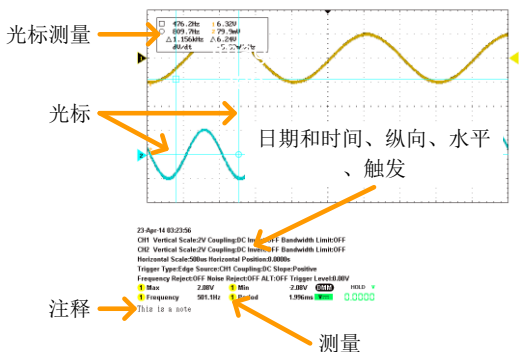 光标测量
476.2Hz 6.32V
809.7Hz 79.9mV
△1.156kHz △6.24V
dV/dt
光标
日期和时间、纵向、水平
、触发
23-Apr-14 03:23:56
CH1 Vertical Scale:2V Coupling:DC Invert:OFF Bandwidth Limit:OFF
CH2 Vertical Scale:2V Coupling:DC Invert:OFF Bandwidth Limit:OFF
Horizontal Scale:500us Horizontal Position:0.0000s
Trigger Type:Edge Source:CH1 Coupling:DC Slope:Positive
Frequency Reject:OFF Noise Reject:OFF ALT:OFF Trigger Level:0.00V
1 Max 2.08V 1 Min -2.08V DMM HOLD
1 Frequency 501.1Hz 1 Period 1.996ms 0.0000
注释
This is a note
测量